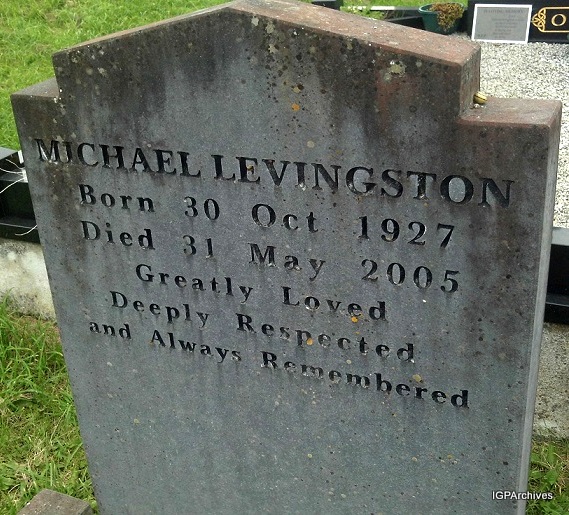 MICHAEL LEVINGSTON
Born 30 Oct 1927
Died 31 May 2005
Greatly Loved
Deeply Respected
and Always Remembered
IGPArchives